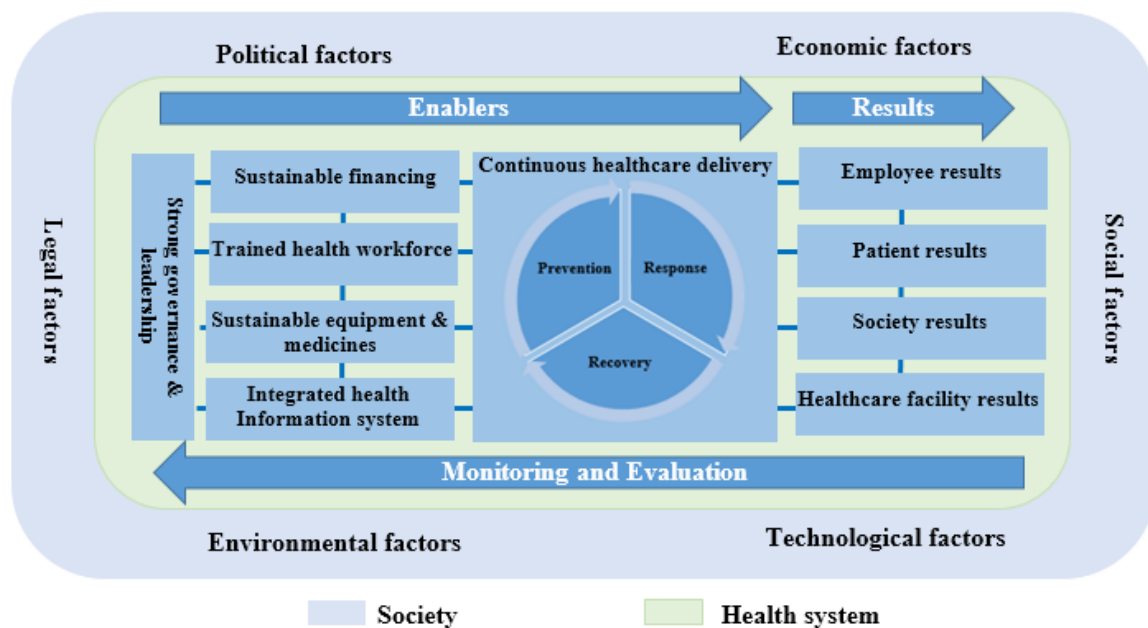 Political factors
Economic factors
Enablers
Results
Legal factors
Strong governance &
leadership
Sustainable financing
Trained health workforce
Sustainable equipment &
medicines
Integrated health
Information system
Continuous healthcare delivery
Prevention
Response
Recovery
Employee results
Patient results
Society results
Healthcare facility results
Social factors
Monitoring and Evaluation
Environmental factors
Technological factors
Society
Health system